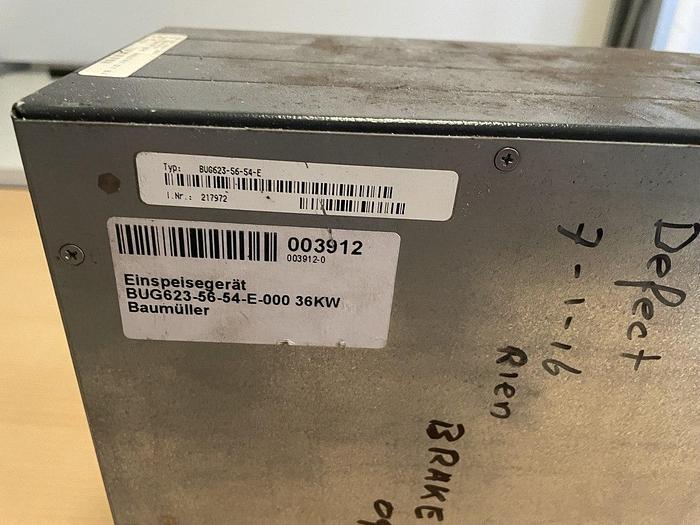 Typ: BUG623-56-54-E
I.Nr.: 217972
003912
003912-0
Einspeisegerät
BUG623-56-54-E-000 36KW
Baumüller
Defect
7-1-16
Rien
BRAKE